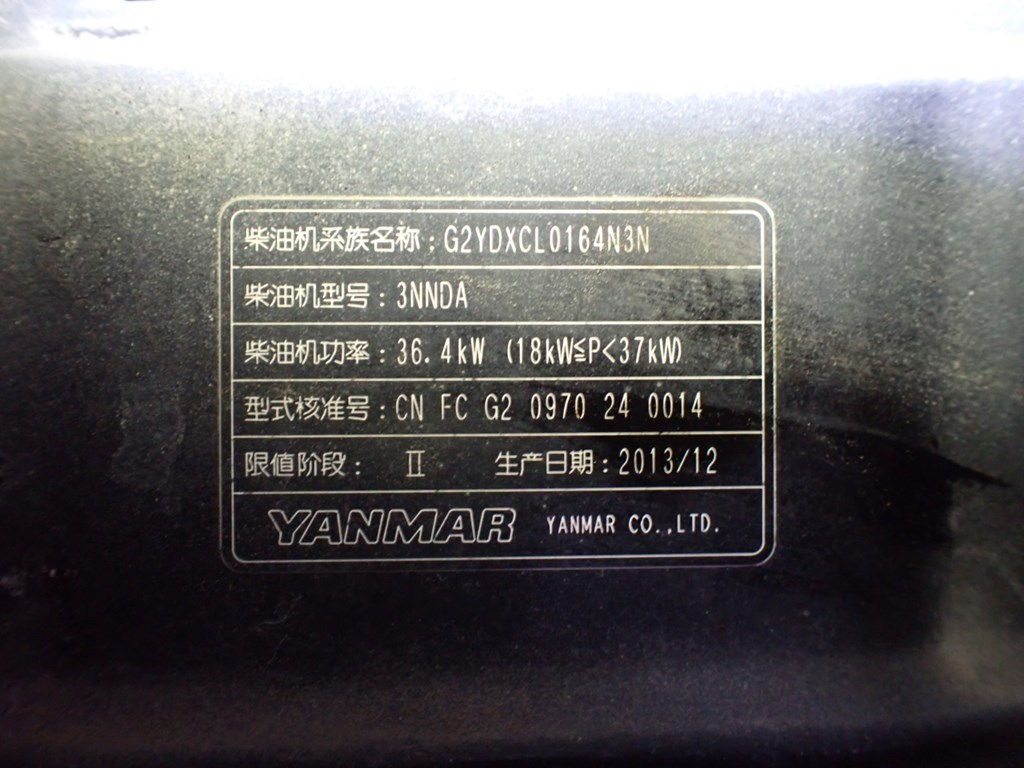 柴油机系族名称：G2YDXCL0164N3N
柴油机型号：3NNDA
柴油机功率：36.4kW (18kW≦P<37kW)
型式核准号：CN FC G2 0970 24 0014
限值阶段： Ⅱ 生产日期：2013/12
YANMAR YANMAR CO.,LTD.